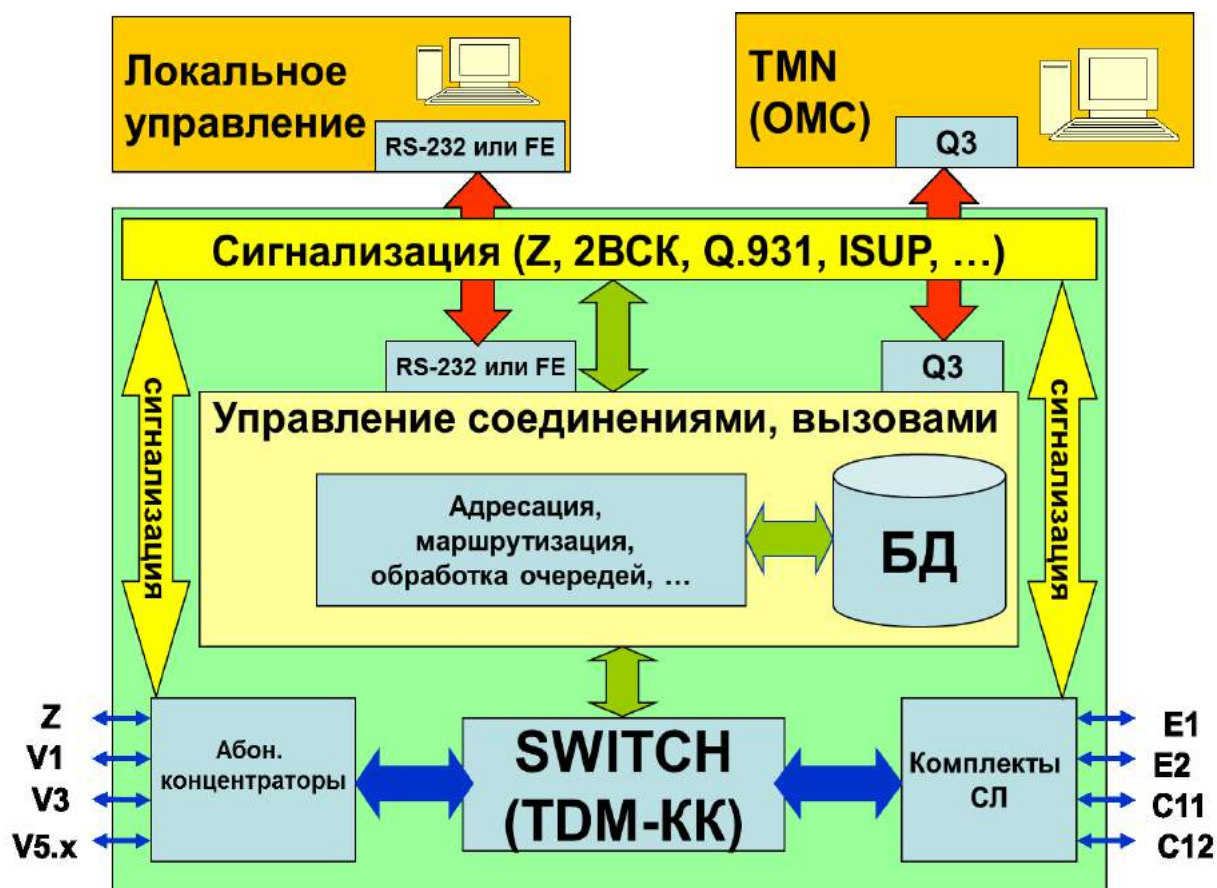 Локальное
управление
RS-232 или FE
TMN
(OMC)
Q3
Сигнализация (Z, 2ВСК, Q.931, ISUP, …)
RS-232 или FE
Q3
сигнализация
сигнализация
Управление соединениями, вызовами
Адресация,
маршрутизация,
обработка очередей, …
БД
Z
V1
V3
V5.x
Абон.
концентраторы
SWITCH
(TDM-КК)
Комплекты
СЛ
E1
E2
C11
C12